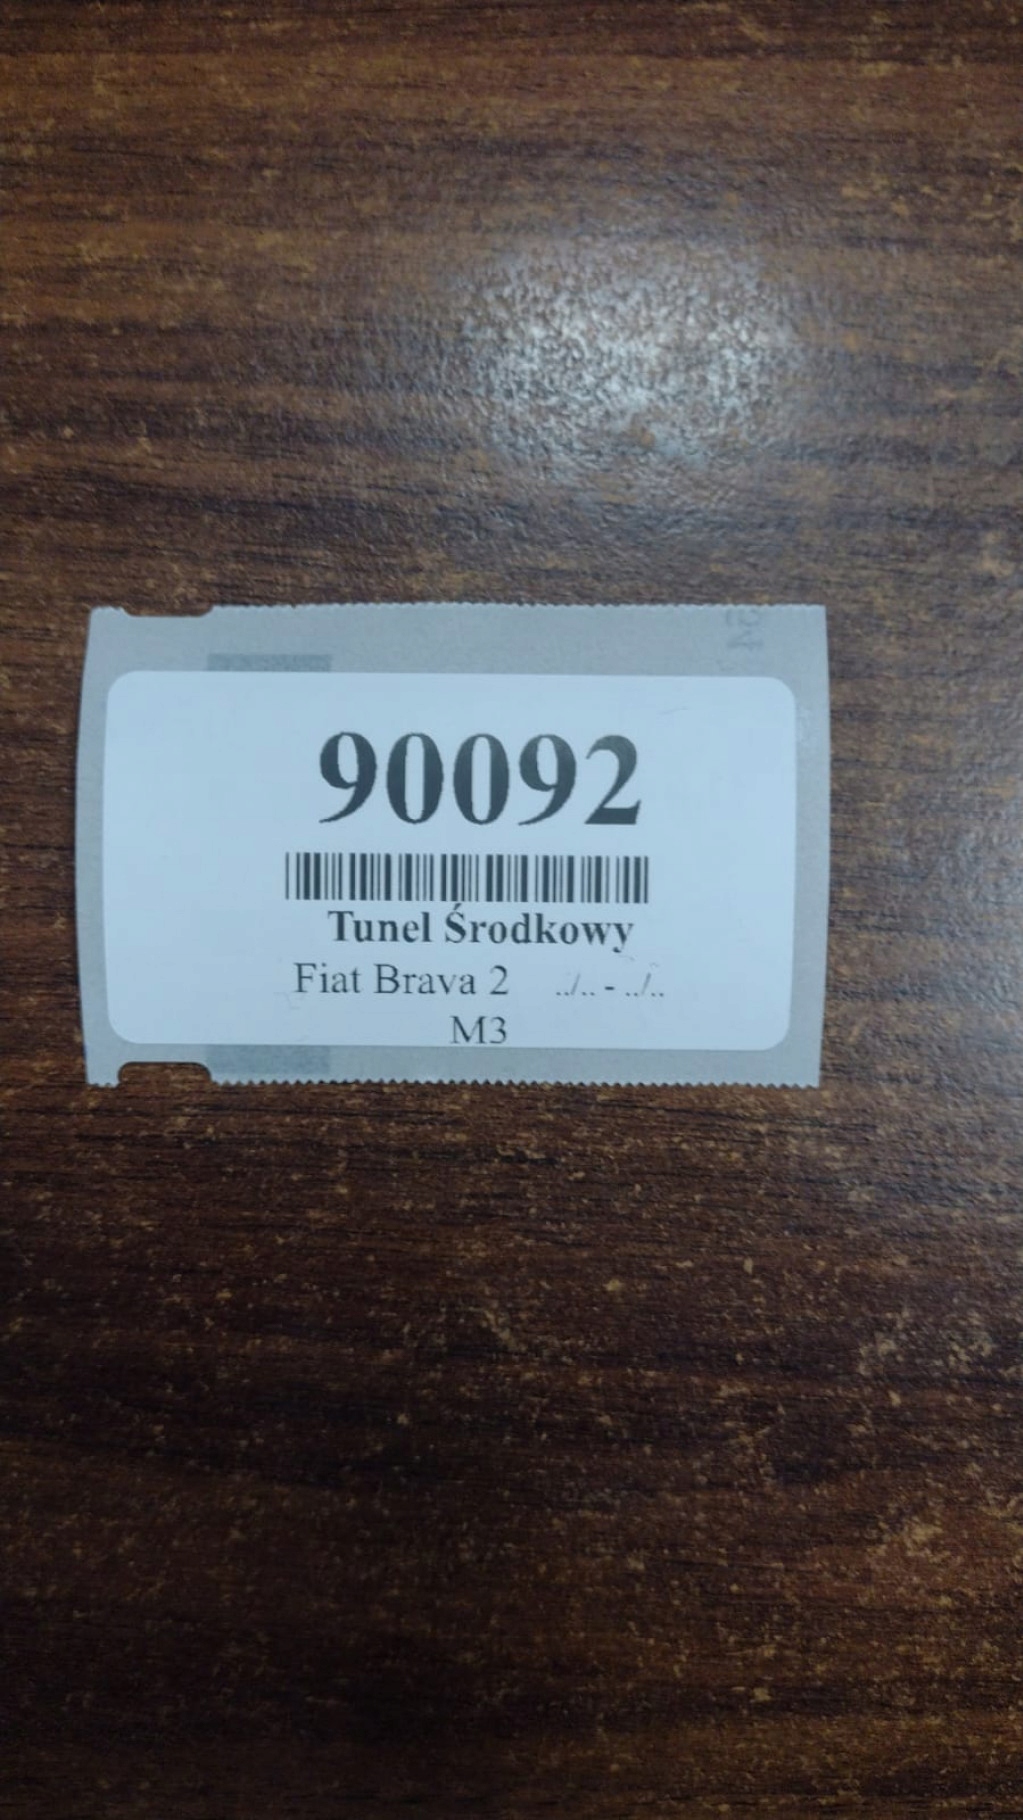 90092
Tunel Środkowy
Fiat Brava 2 ../.. - ../..
M3